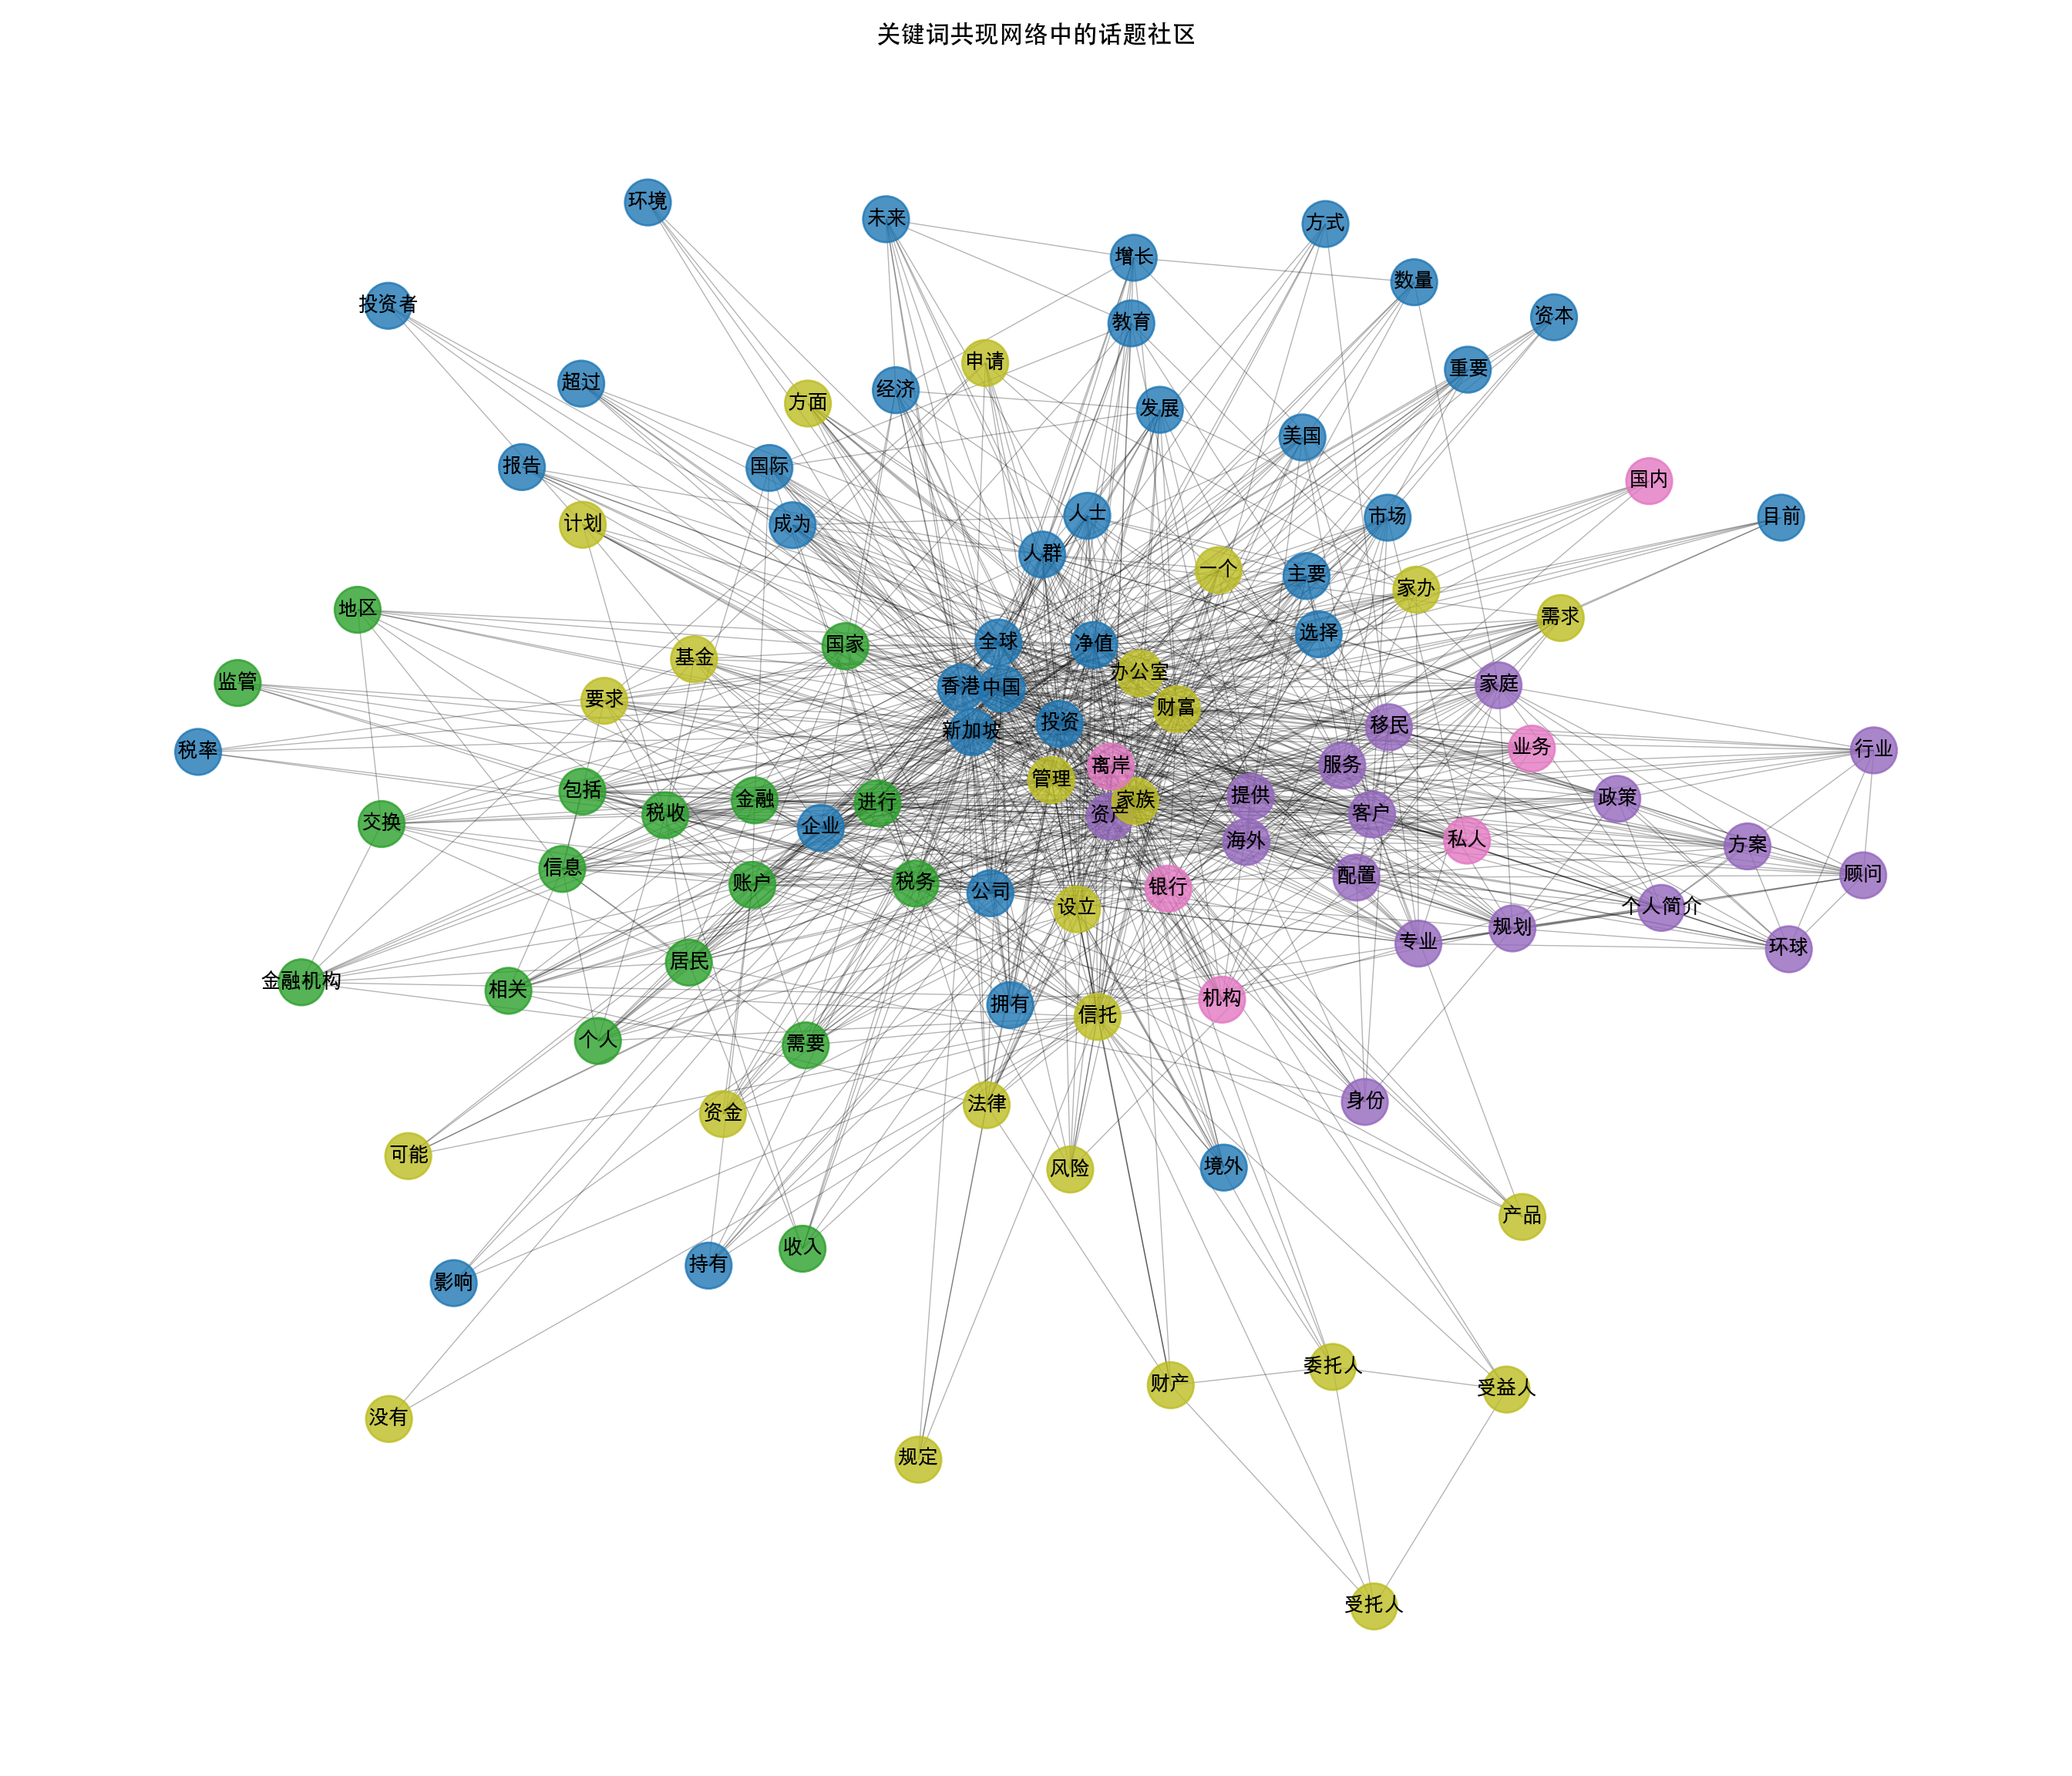 关键词共现网络中的话题社区
环境
未来
方式
增长
数量
投资者
资本
教育
申请
重要
超过
经济
方面
发展
美国
报告
国际
国内
计划
成为
人士
市场
目前
人群
一个
主要
家办
地区
需求
全球
净值
选择
国家
基金
办公室
监管
要求
香港
中国
家庭
财富
税率
新加坡
投资
移民
业务
行业
离岸
服务
管理
包括
金融
进行
提供
政策
税收
交换
企业
资产
家族
客户
海外
私人
方案
信息
账户
税务
公司
银行
配置
顾问
设立
个人简介
规划
专业
环球
居民
金融机构
相关
拥有
机构
信托
个人
需要
资金
法律
身份
可能
风险
境外
产品
收入
持有
影响
委托人
财产
受益人
没有
规定
受托人